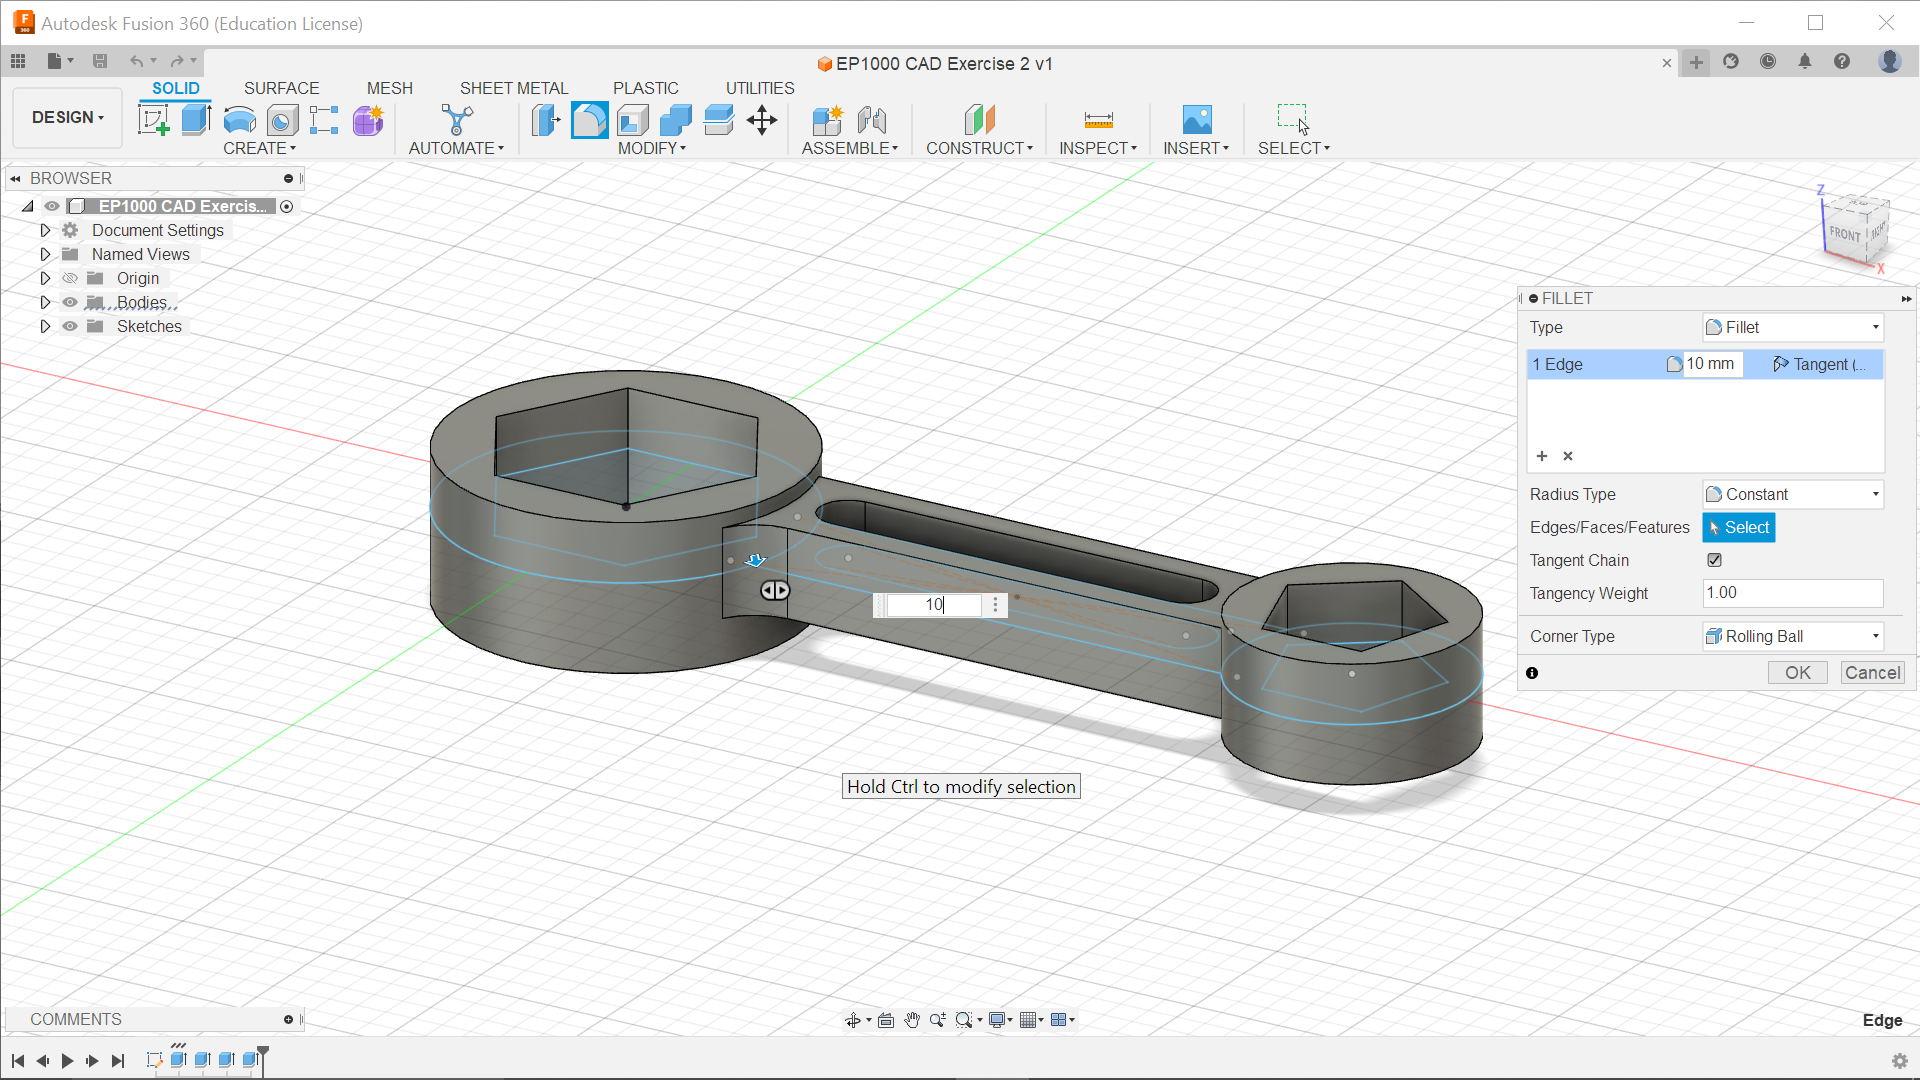 Autodesk Fusion 360 (Education License)
EP1000 CAD Exercise 2 v1
SOLID SURFACE MESH SHEET METAL PLASTIC UTILITIES
DESIGN
CREATE AUTOMATE MODIFY ASSEMBLE CONSTRUCT INSPECT INSERT SELECT
BROWSER
EP1000 CAD Exercis...
Document Settings
Named Views
Origin
Bodies
Sketches
Z
FRONT
RIGHT
X
FILLET
Type Fillet
1 Edge 10 mm Tangent (...
Radius Type Constant
Edges/Faces/Features Select
Tangent Chain
Tangency Weight 1.00
Corner Type Rolling Ball
OK Cancel
10
Hold Ctrl to modify selection
COMMENTS
Edge